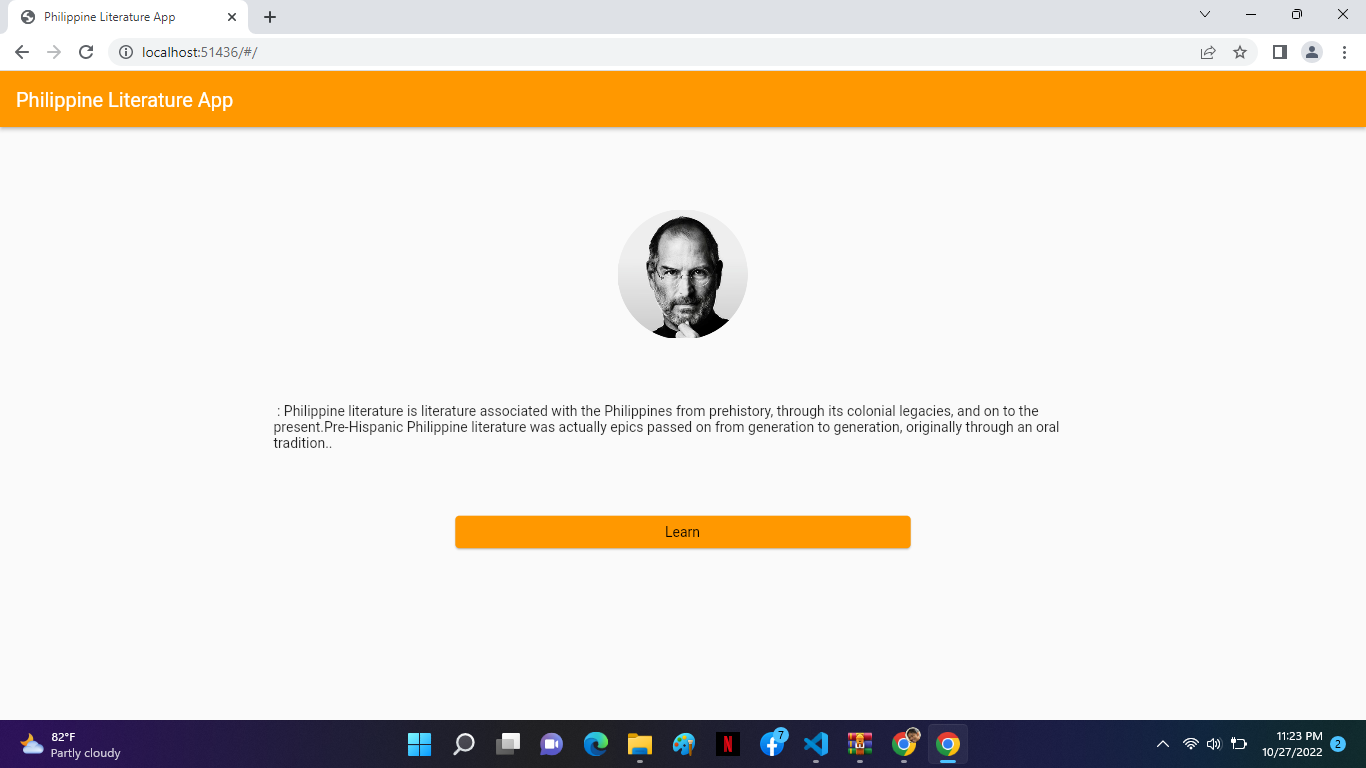 Philippine Literature App
localhost:51436/#/
Philippine Literature App
: Philippine literature is literature associated with the Philippines from prehistory, through its colonial legacies, and on to the
present.Pre-Hispanic Philippine literature was actually epics passed on from generation to generation, originally through an oral
tradition..
Learn
82°F
Partly cloudy
N
7
11:23 PM
10/27/2022
2